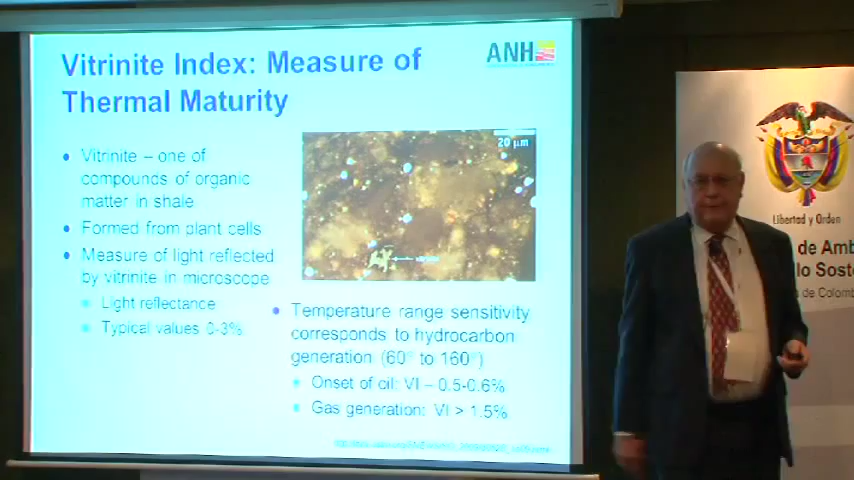 Vitrinite Index: Measure of
Thermal Maturity
ANH
• Vitrinite – one of
compounds of organic
matter in shale
• Formed from plant cells
• Measure of light reflected
by vitrinite in microscope
Light reflectance
Typical values 0-3%
20 µm
• Temperature range sensitivity
corresponds to hydrocarbon
generation (60° to 160°)
Onset of oil: VI – 0.5-0.6%
Gas generation: VI > 1.5%
Libertad y Orden
de Amb
lo Soste
de Colom